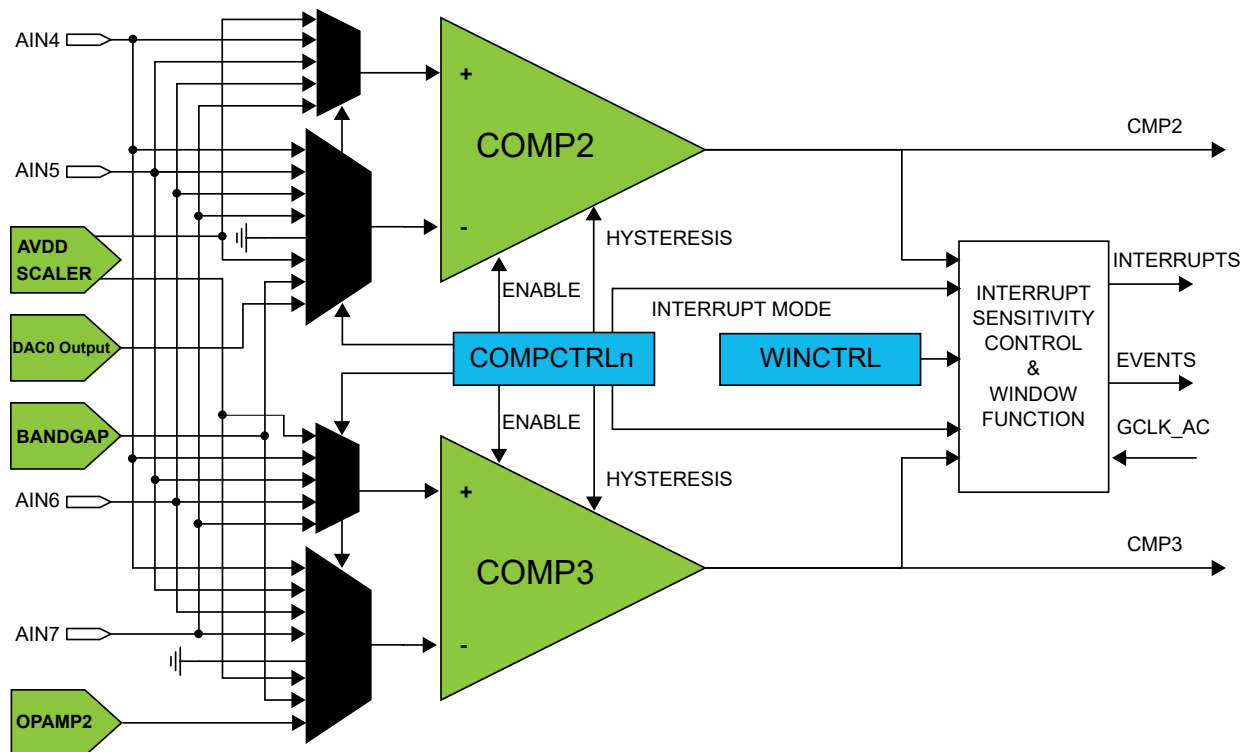 AIN4
+
COMP2
-
CMP2
AIN5
AVDD
SCALER
HYSTERESIS
ENABLE
INTERRUPT MODE
INTERRUPTS
DAC0 Output
COMPCTRLn
WINCTRL
INTERRUPT
SENSITIVITY
CONTROL
&
WINDOW
FUNCTION
EVENTS
BANDGAP
ENABLE
GCLK_AC
HYSTERESIS
AIN6
+
COMP3
-
CMP3
AIN7
OPAMP2